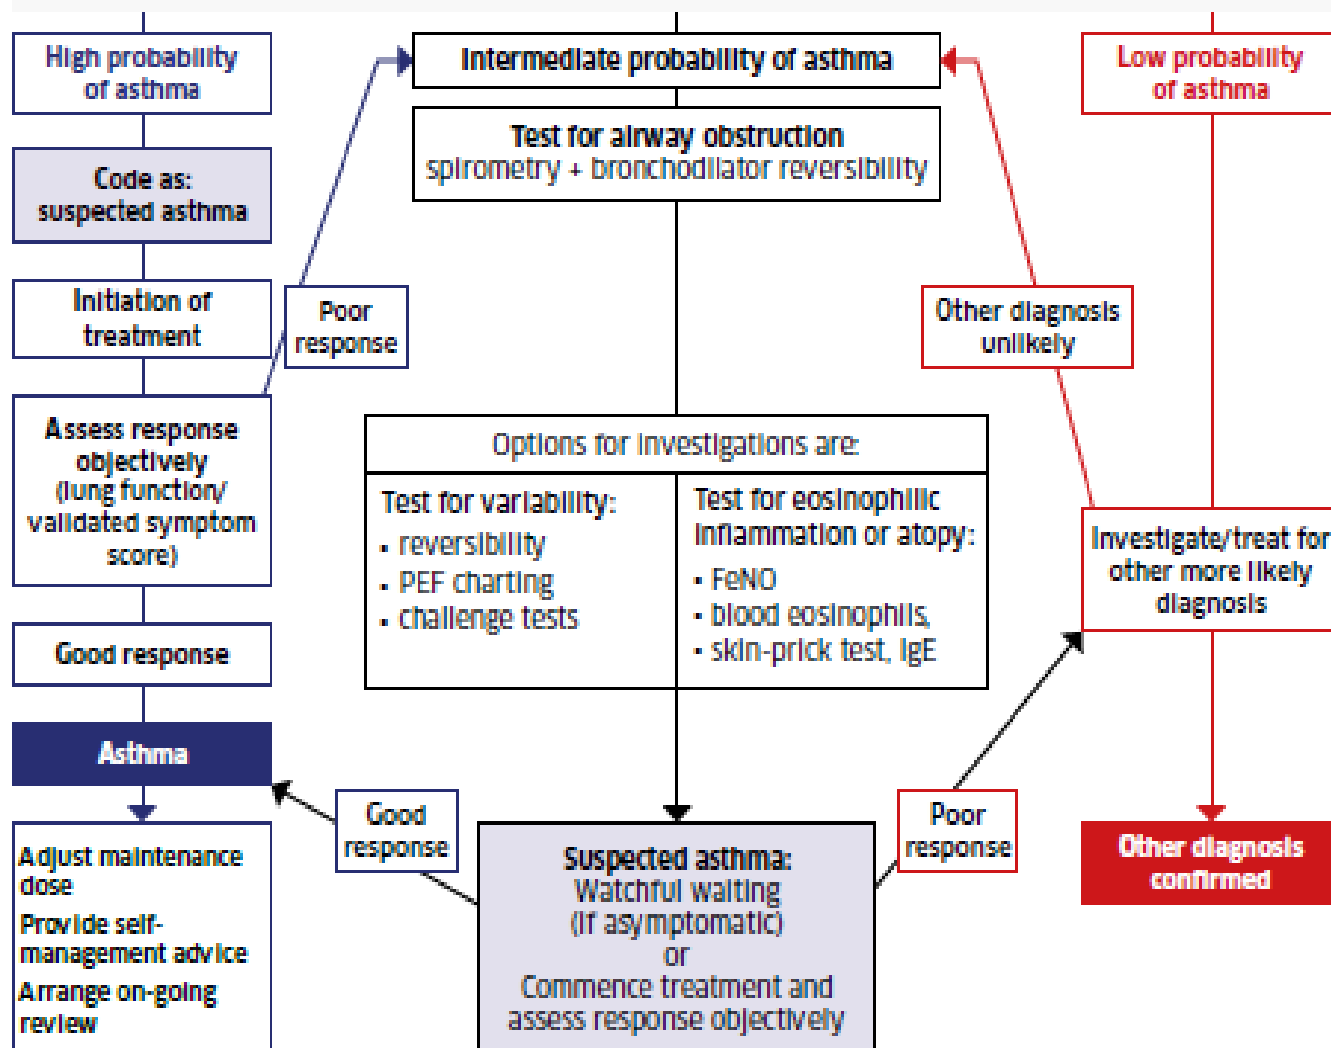 High probability
of asthma
Code as:
suspected asthma
Initiation of
treatment
Assess response
objectively
(lung function/
validated symptom
score)
Good response
Asthma
Adjust maintenance
dose
Provide self-
management advice
Arrange on-going
review
Poor
response
Intermediate probability of asthma
Test for airway obstruction
spirometry + bronchodilator reversibility
Options for investigations are:
Test for variability:
• reversibility
• PEF charting
• challenge tests
Test for eosinophilic
inflammation or atopy:
• FeNO
• blood eosinophils,
• skin-prick test, IgE
Good
response
Suspected asthma:
Watchful waiting
(if asymptomatic)
or
Commence treatment and
assess response objectively
Poor
response
Low probability
of asthma
Other diagnosis
unlikely
Investigate/treat for
other more likely
diagnosis
Other diagnosis
confirmed